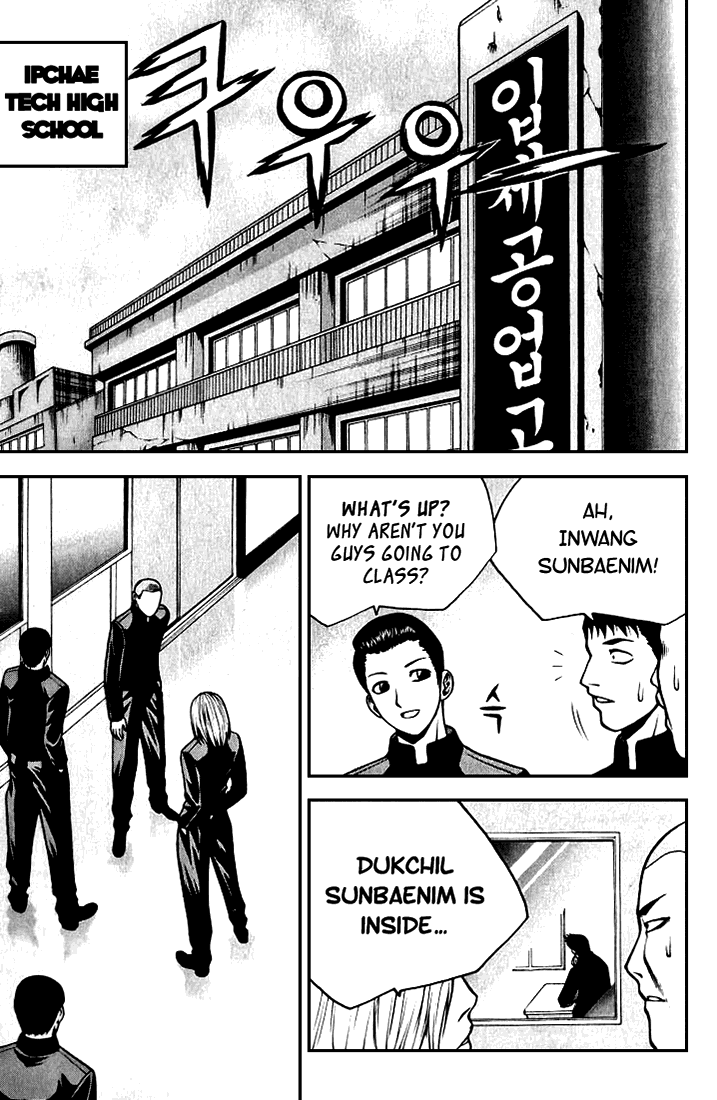 IPCHAE
TECH HIGH
SCHOOL
쿠우우
입채공업고
WHAT'S UP?
WHY AREN'T YOU
GUYS GOING TO
CLASS?
AH,
INWANG
SUNBAENIM!
슥
DUKCHIL
SUNBAENIM IS
INSIDE...